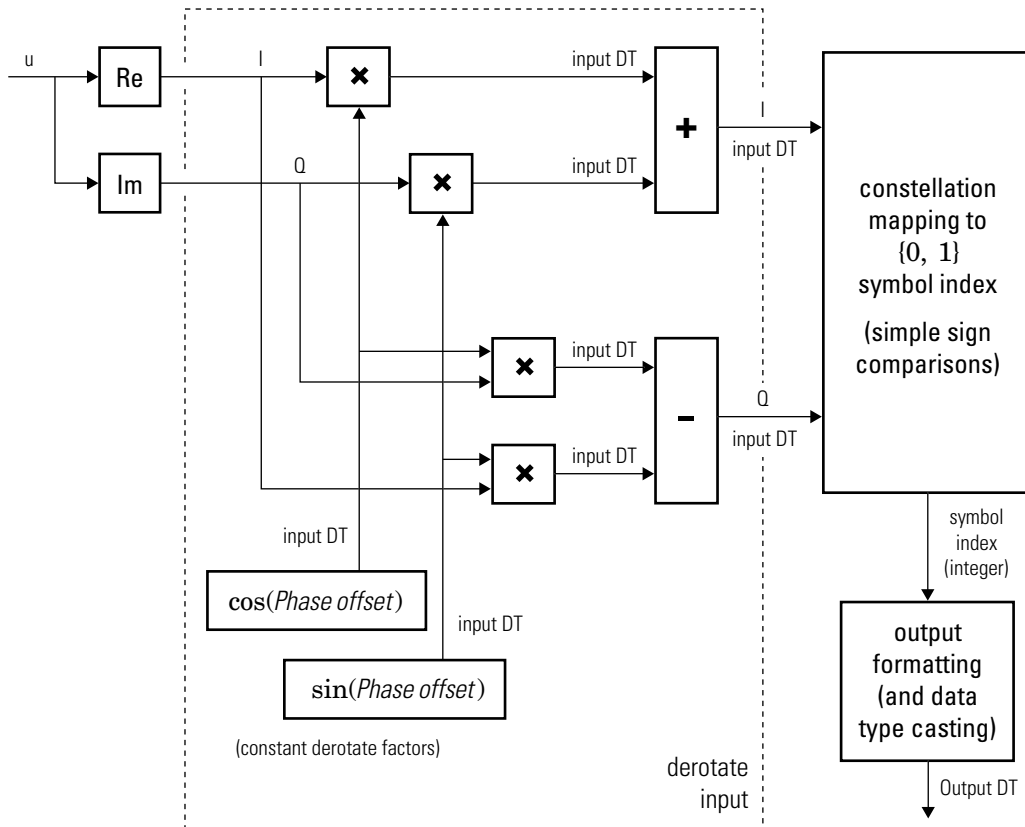 u
Re
I
×
input DT
+
I
input DT
Im
Q
×
input DT
constellation
mapping to
{0, 1}
symbol index
(simple sign
comparisons)
×
input DT
-
Q
input DT
×
input DT
input DT
cos(Phase offset)
input DT
sin(Phase offset)
(constant derotate factors)
derotate
input
symbol
index
(integer)
output
formatting
(and data
type casting)
Output DT